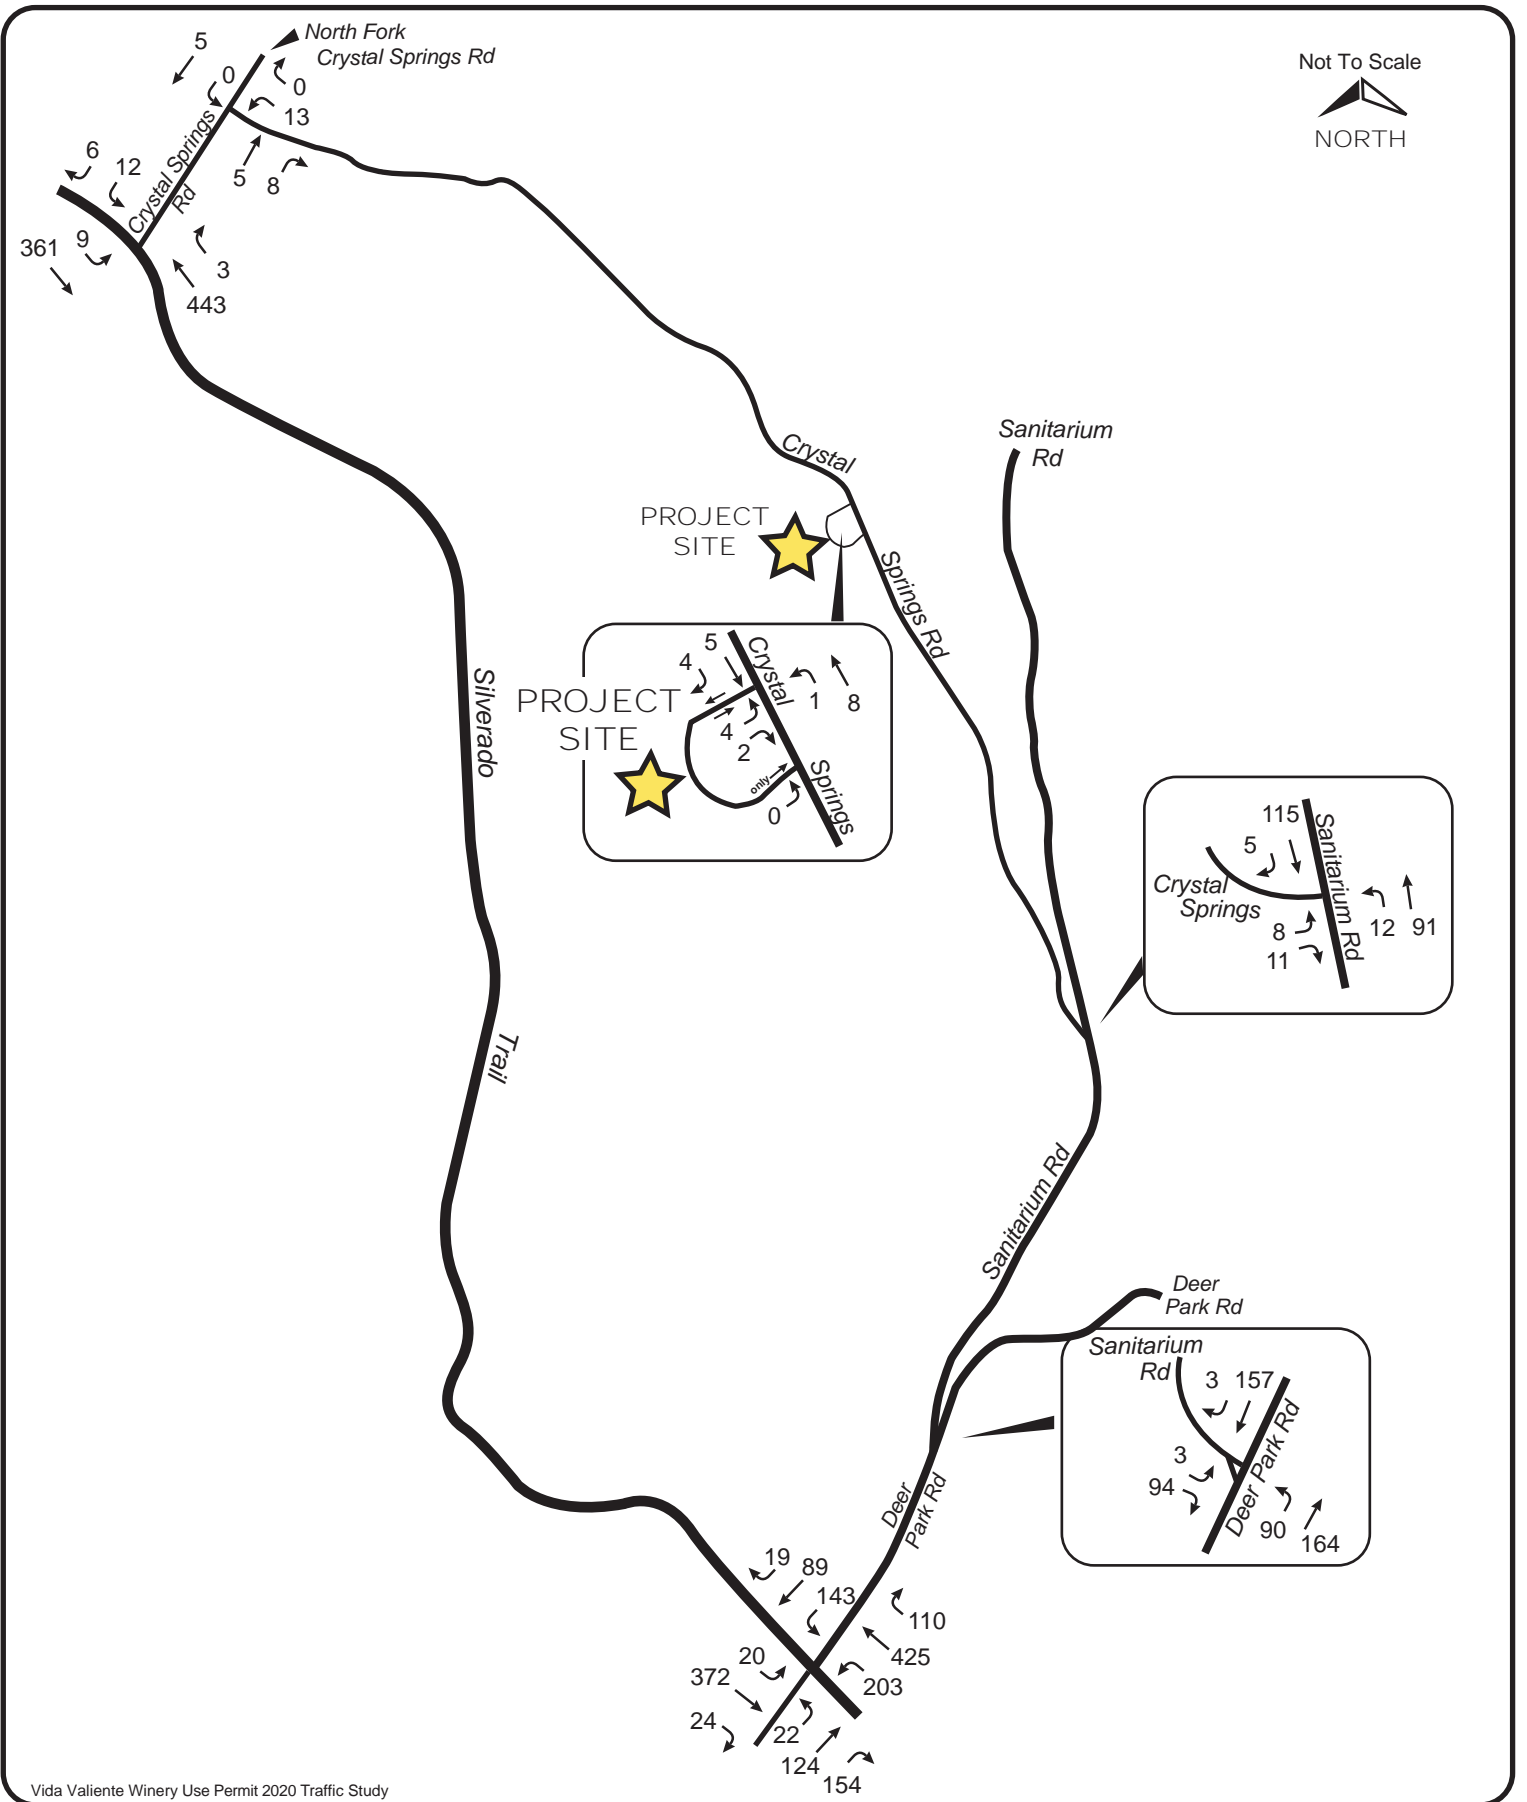 North Fork
Crystal Springs Rd
Not To Scale
NORTH
5
0
0
13
Crystal Springs
Rd
5
8
6
12
361
9
3
443
Crystal
Springs Rd
Sanitarium
Rd
PROJECT
SITE
5
4
Crystal
1
8
PROJECT
SITE
4
2
only
0
Springs
Silverado
Trail
115
5
Sanitarium Rd
Crystal
Springs
8
11
12
91
Sanitarium Rd
Deer
Park Rd
Sanitarium
Rd
3
157
3
94
Deer Park Rd
90
164
Deer
Park Rd
19
89
143
110
425
203
20
372
24
22
124
154
Vida Valiente Winery Use Permit 2020 Traffic Study